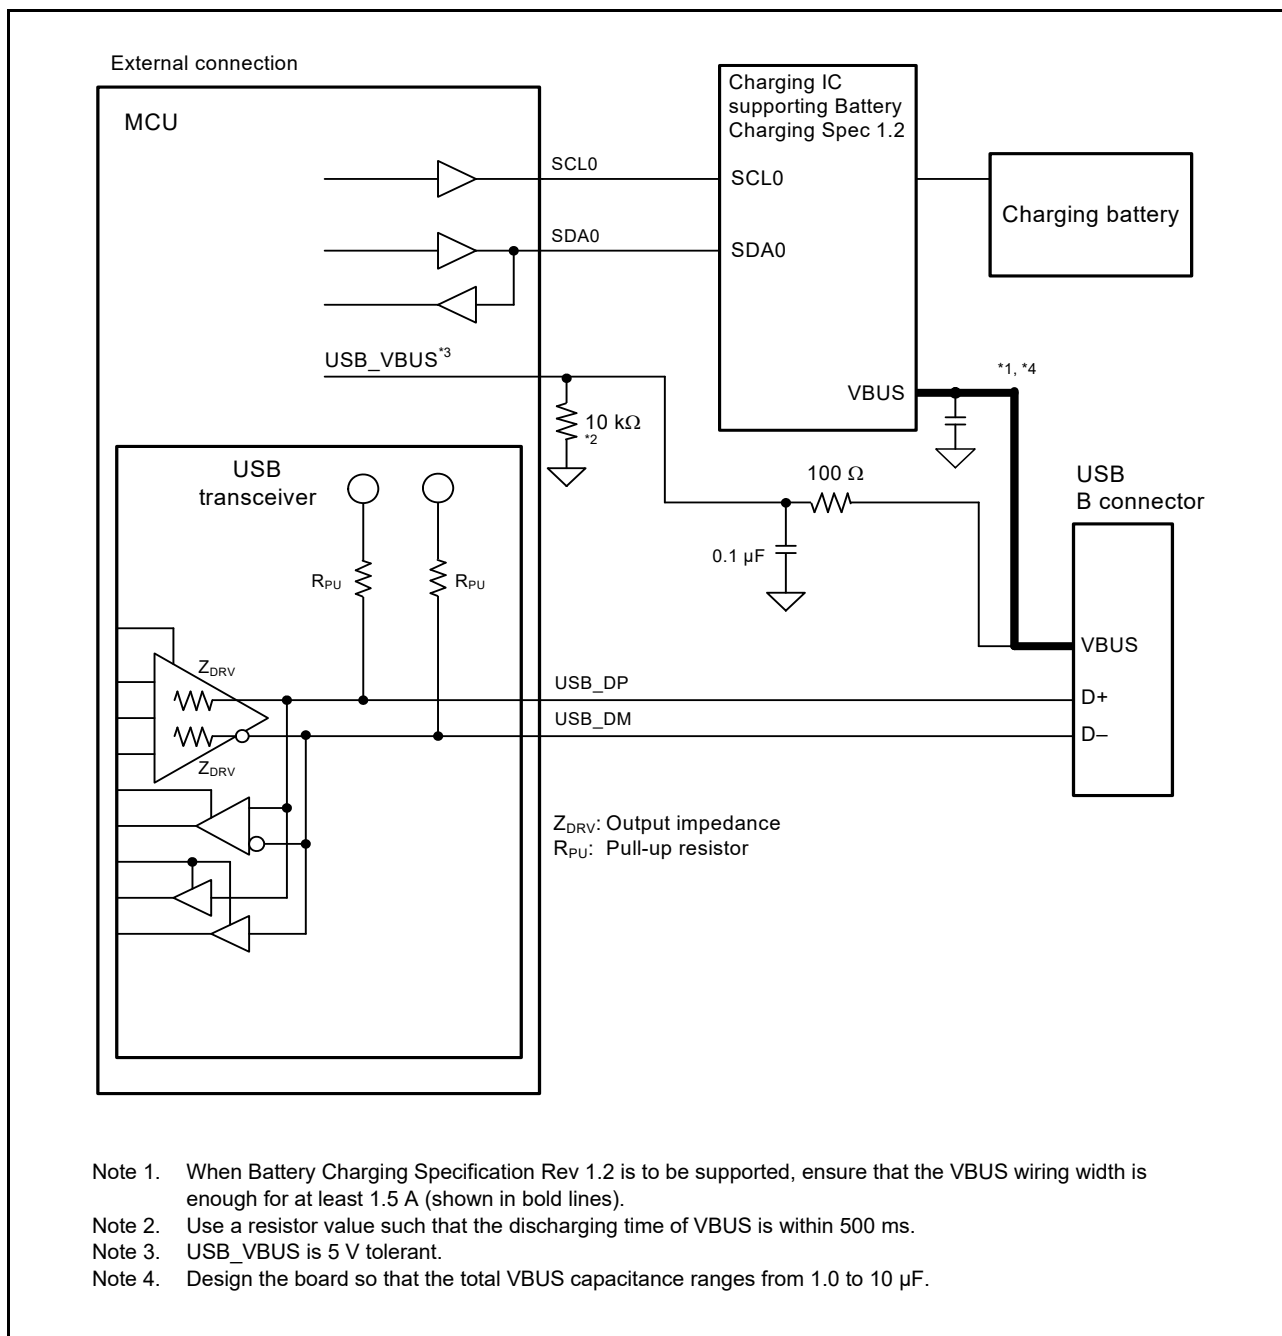 External connection
MCU
Charging IC
supporting Battery
Charging Spec 1.2
SCL0
SCL0
Charging battery
SDA0
SDA0
USB_VBUS*3
*1, *4
VBUS
10 kΩ
*2
USB
transceiver
100 Ω
USB
B connector
0.1 µF
RPU
RPU
VBUS
ZDRV
USB_DP
D+
USB_DM
D–
ZDRV
ZDRV: Output impedance
RPU: Pull-up resistor
Note 1. When Battery Charging Specification Rev 1.2 is to be supported, ensure that the VBUS wiring width is
enough for at least 1.5 A (shown in bold lines).
Note 2. Use a resistor value such that the discharging time of VBUS is within 500 ms.
Note 3. USB_VBUS is 5 V tolerant.
Note 4. Design the board so that the total VBUS capacitance ranges from 1.0 to 10 µF.